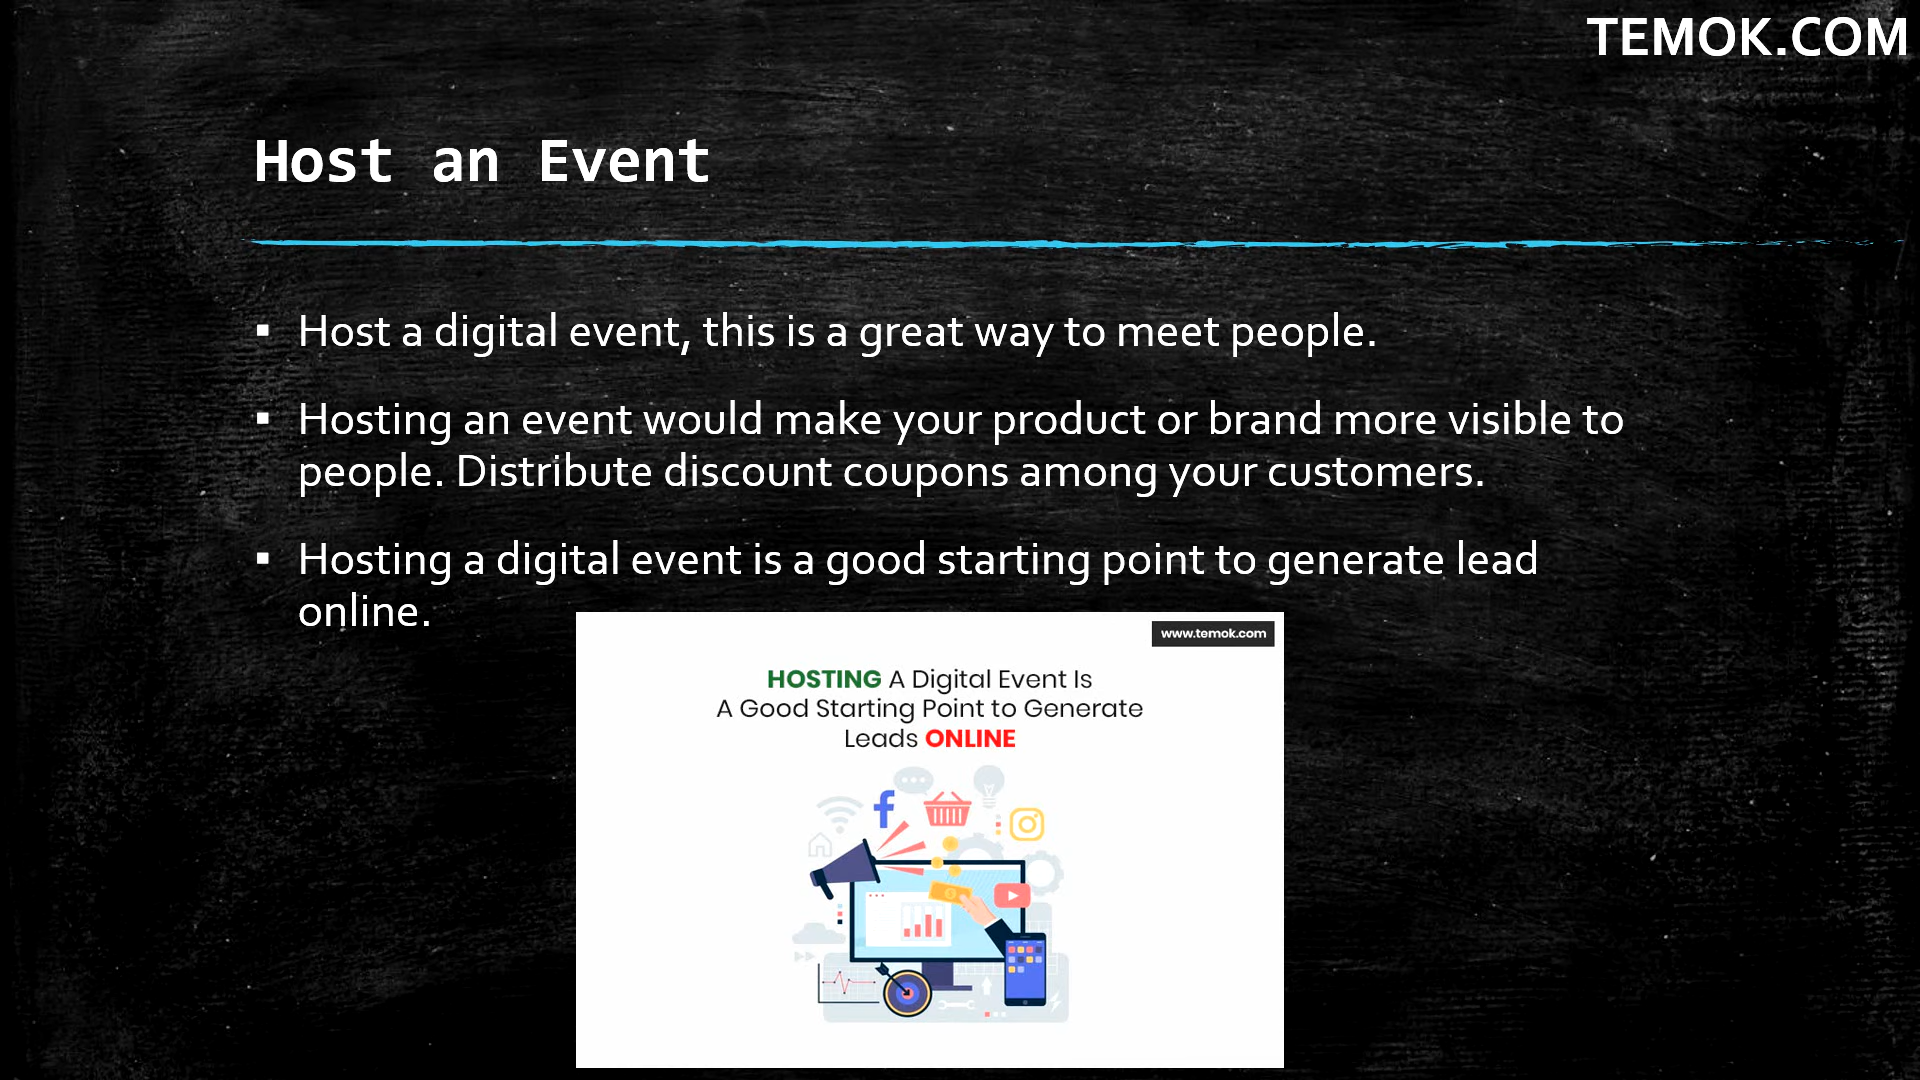 TEMOK.COM
Host an Event
▪ Host a digital event, this is a great way to meet people.
▪ Hosting an event would make your product or brand more visible to
people. Distribute discount coupons among your customers.
▪ Hosting a digital event is a good starting point to generate lead
online.
www.temok.com
HOSTING A Digital Event Is
A Good Starting Point to Generate
Leads ONLINE